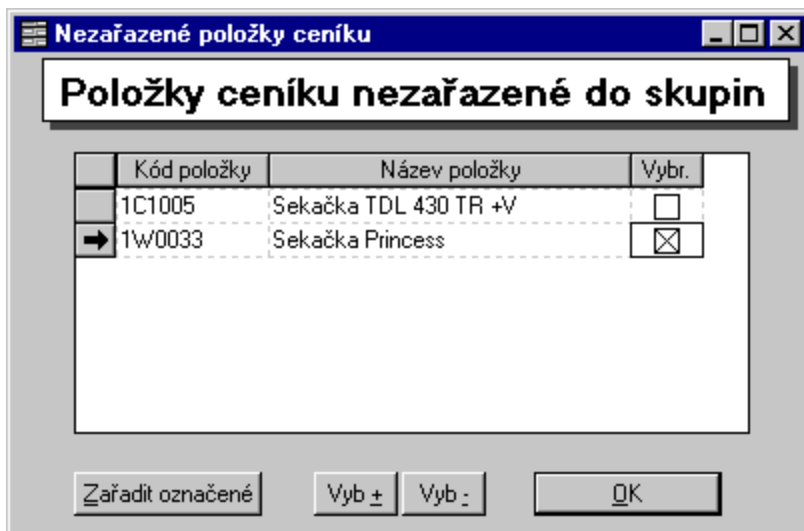 Nezařazené položky ceníku
Položky ceníku nezařazené do skupin
Kód položky Název položky Vybr.
1C1005 Sekačka TDL 430 TR +V
1W0033 Sekačka Princess
Zařadit označené Vyb + Vyb - OK